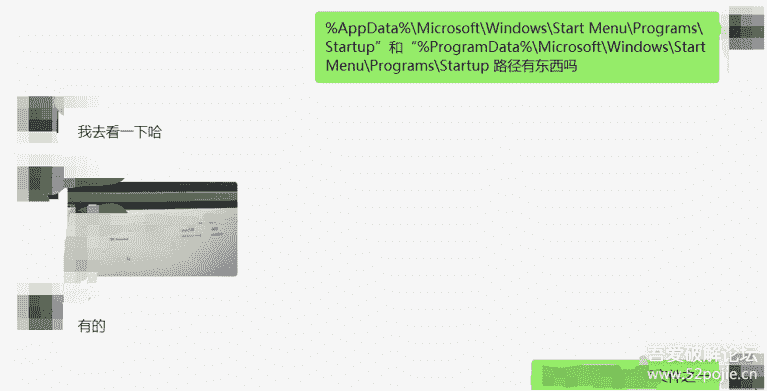 %AppData%\Microsoft\Windows\Start Menu\Programs\
Startup”和“%ProgramData%\Microsoft\Windows\Start
Menu\Programs\Startup 路径有东西吗
我去看一下哈
有的
吾爱破解论坛
www.52pojie.cn